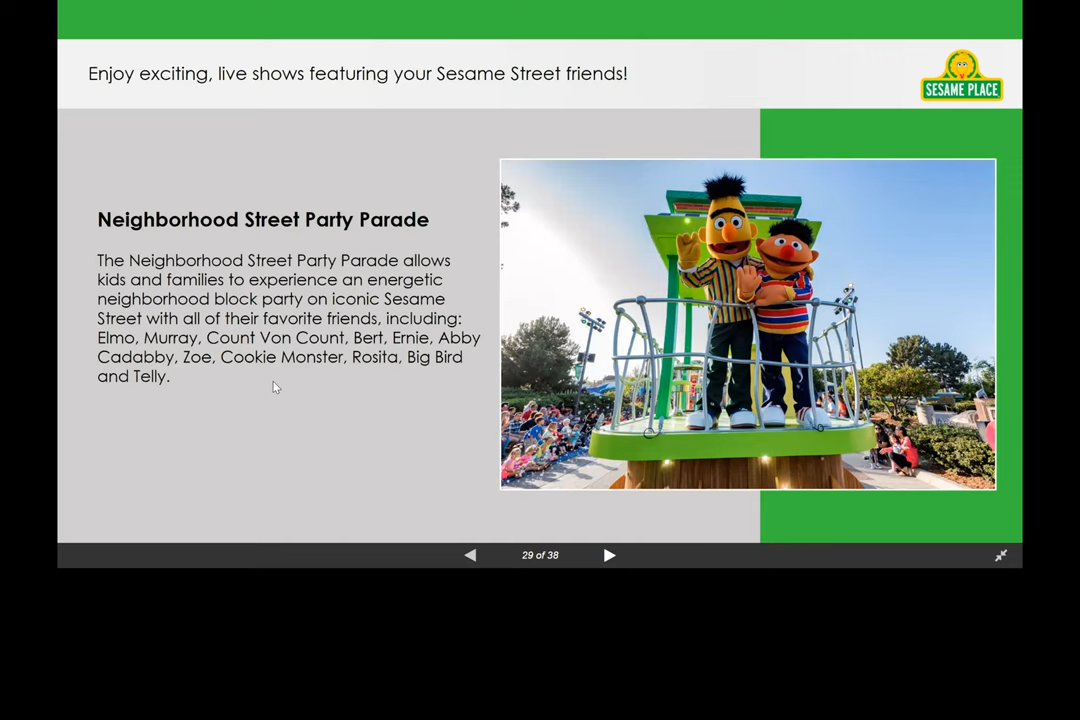 Enjoy exciting, live shows featuring your Sesame Street friends!
SESAME PLACE
Neighborhood Street Party Parade
The Neighborhood Street Party Parade allows
kids and families to experience an energetic
neighborhood block party on iconic Sesame
Street with all of their favorite friends, including:
Elmo, Murray, Count Von Count, Bert, Ernie, Abby
Cadabby, Zoe, Cookie Monster, Rosita, Big Bird
and Telly.
29 of 38